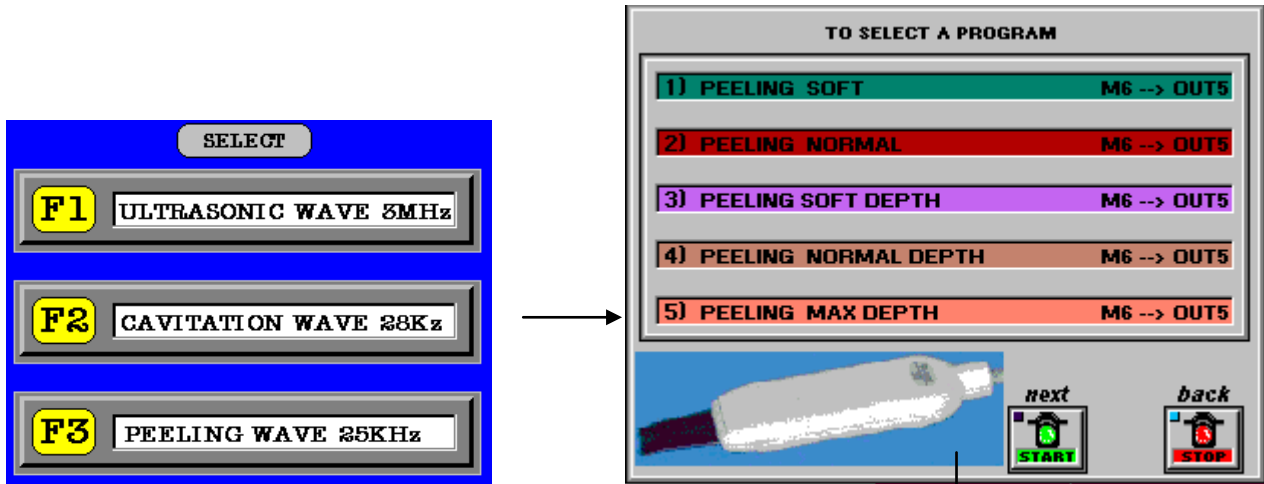 SELECT
F1 ULTRASONIC WAVE 3MHz
F2 CAVITATION WAVE 28Kz
F3 PEELING WAVE 25KHz
TO SELECT A PROGRAM
1) PEELING SOFT M6 --> OUT5
2) PEELING NORMAL M6 --> OUT5
3) PEELING SOFT DEPTH M6 --> OUT5
4) PEELING NORMAL DEPTH M6 --> OUT5
5) PEELING MAX DEPTH M6 --> OUT5
next back
START STOP